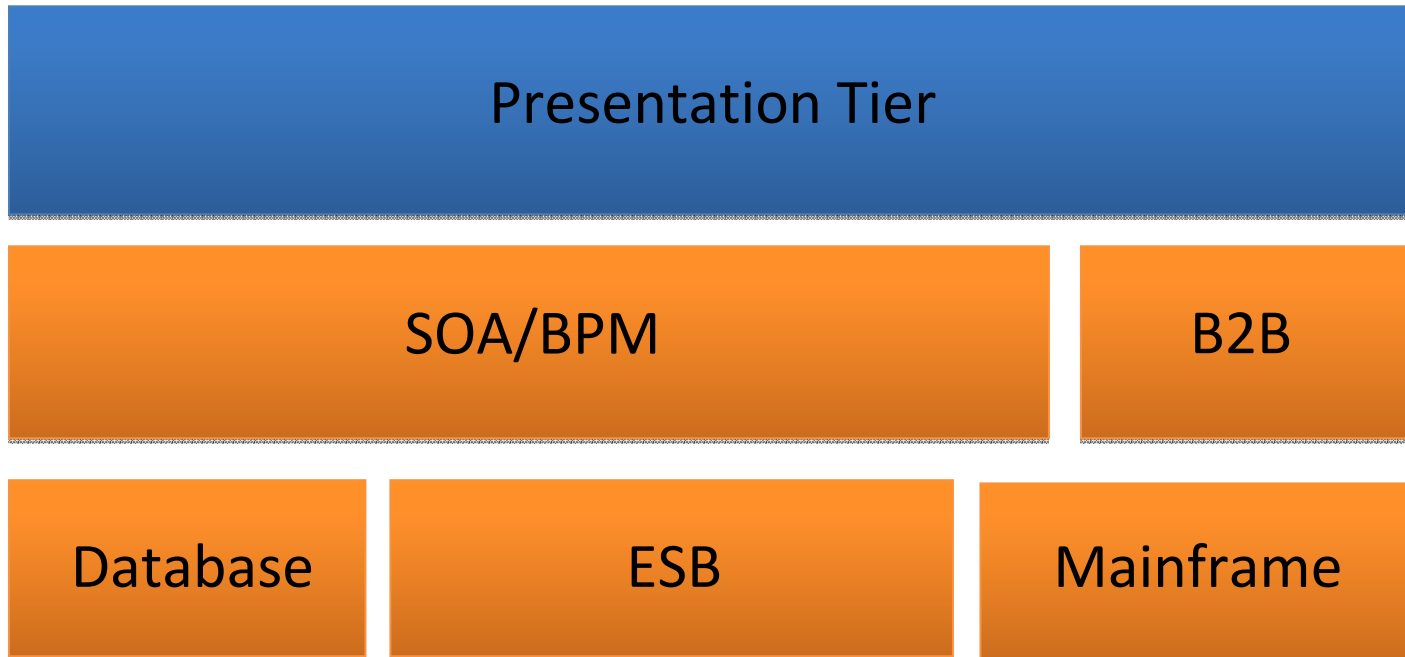 Presentation Tier
SOA/BPM
B2B
Database
ESB
Mainframe